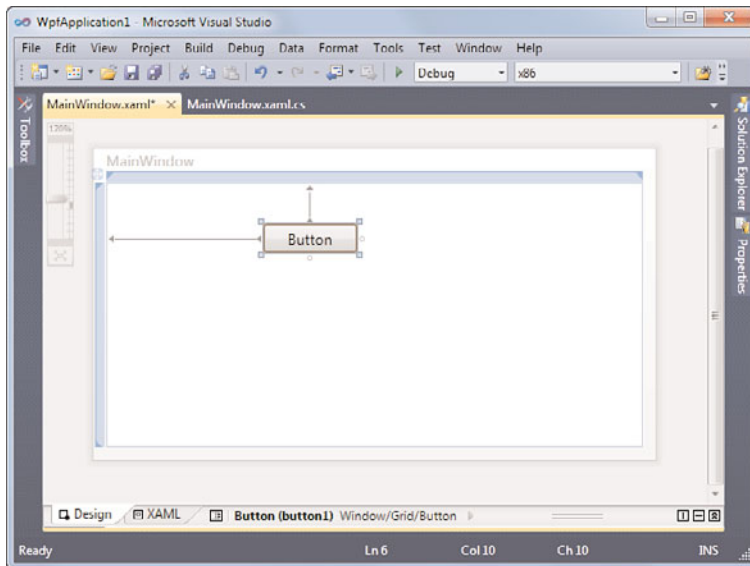 WpfApplication1 - Microsoft Visual Studio
File Edit View Project Build Debug Data Format Tools Test Window Help
Debug x86
Toolbox
MainWindow.xaml* MainWindow.xaml.cs
Solution Explorer
Properties
120%
MainWindow
Button
Design XAML Button (button1) Window/Grid/Button
Ready Ln 6 Col 10 Ch 10 INS